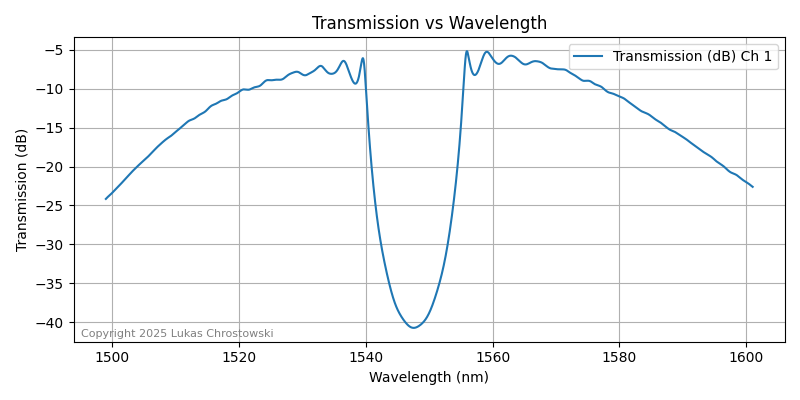 Transmission vs Wavelength
Transmission (dB) Ch 1
Transmission (dB)
−5
−10
−15
−20
−25
−30
−35
−40
Copyright 2025 Lukas Chrostowski
1500 1520 1540 1560 1580 1600
Wavelength (nm)